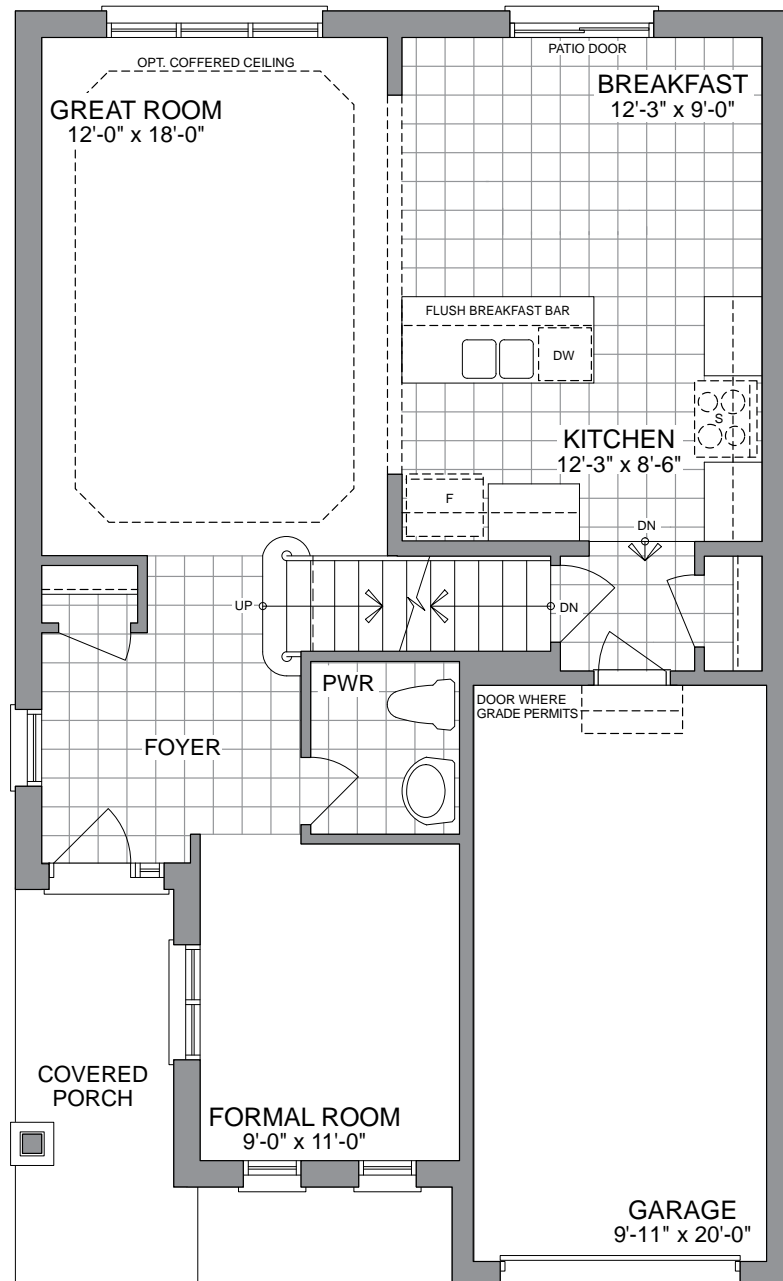 PATIO DOOR
OPT. COFFERED CEILING
BREAKFAST
12'-3" x 9'-0"
GREAT ROOM
12'-0" x 18'-0"
FLUSH BREAKFAST BAR
DW
S
KITCHEN
12'-3" x 8'-6"
F
DN
UP
DN
PWR
DOOR WHERE
GRADE PERMITS
FOYER
COVERED
PORCH
FORMAL ROOM
9'-0" x 11'-0"
GARAGE
9'-11" x 20'-0"